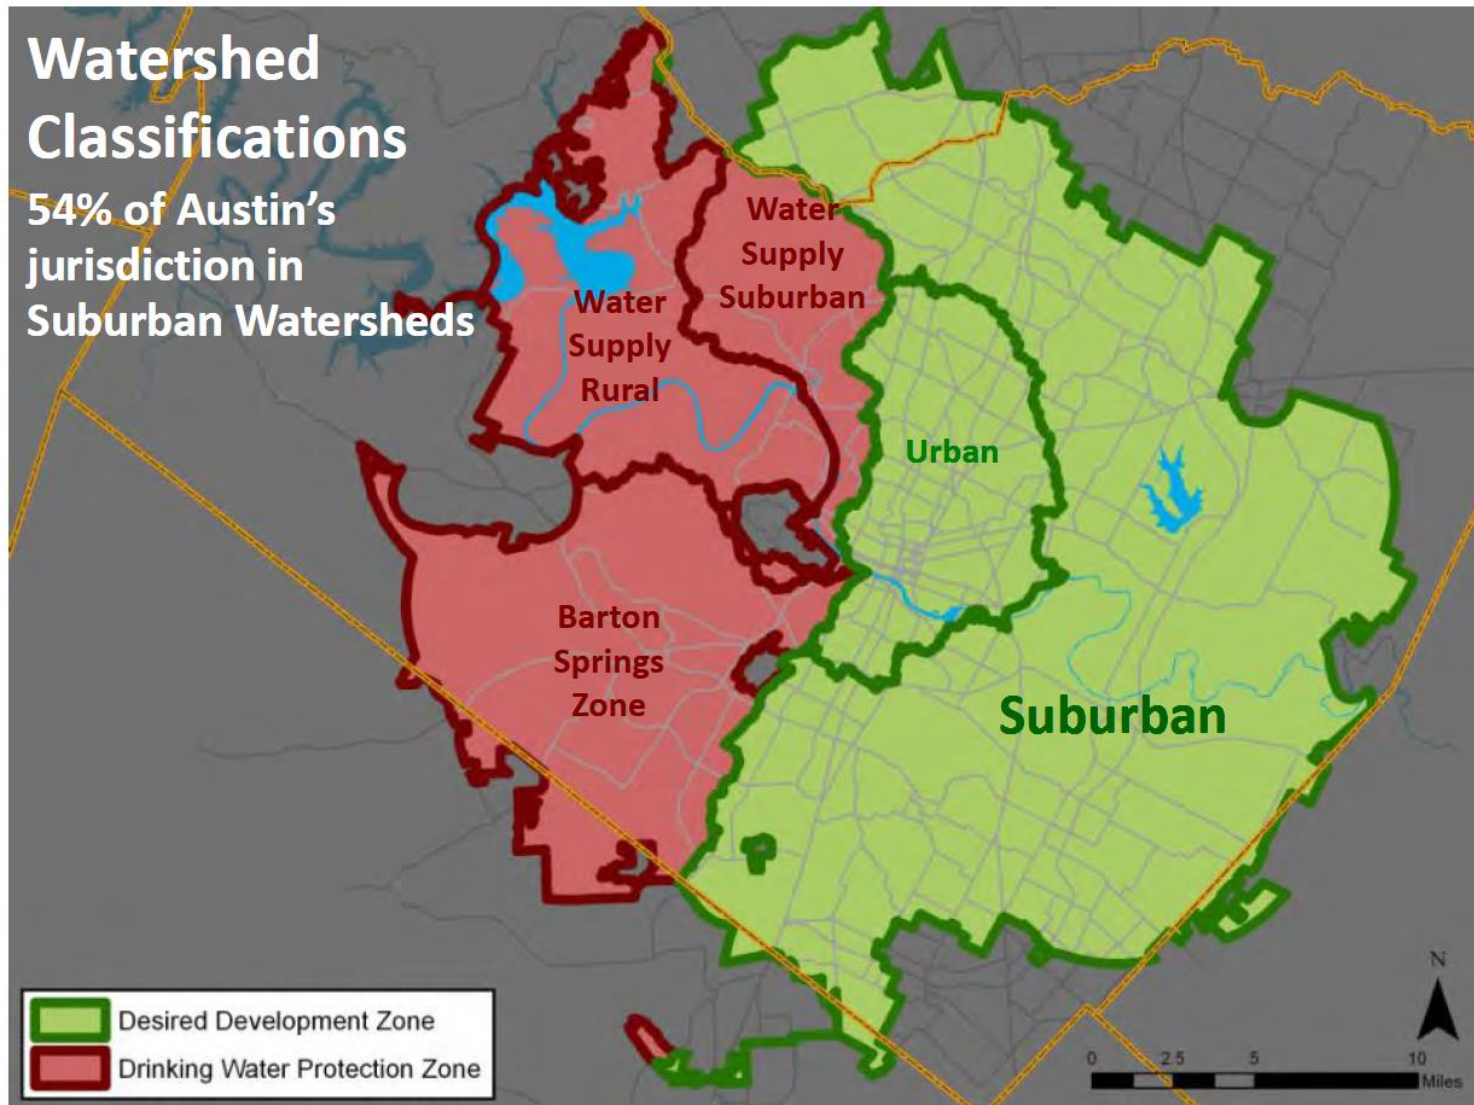 Watershed
Classifications
54% of Austin’s
jurisdiction in
Suburban Watersheds
Water
Supply
Suburban
Water
Supply
Rural
Urban
Barton
Springs
Zone
Suburban
Desired Development Zone
Drinking Water Protection Zone
N
0 2.5 5 10
Miles